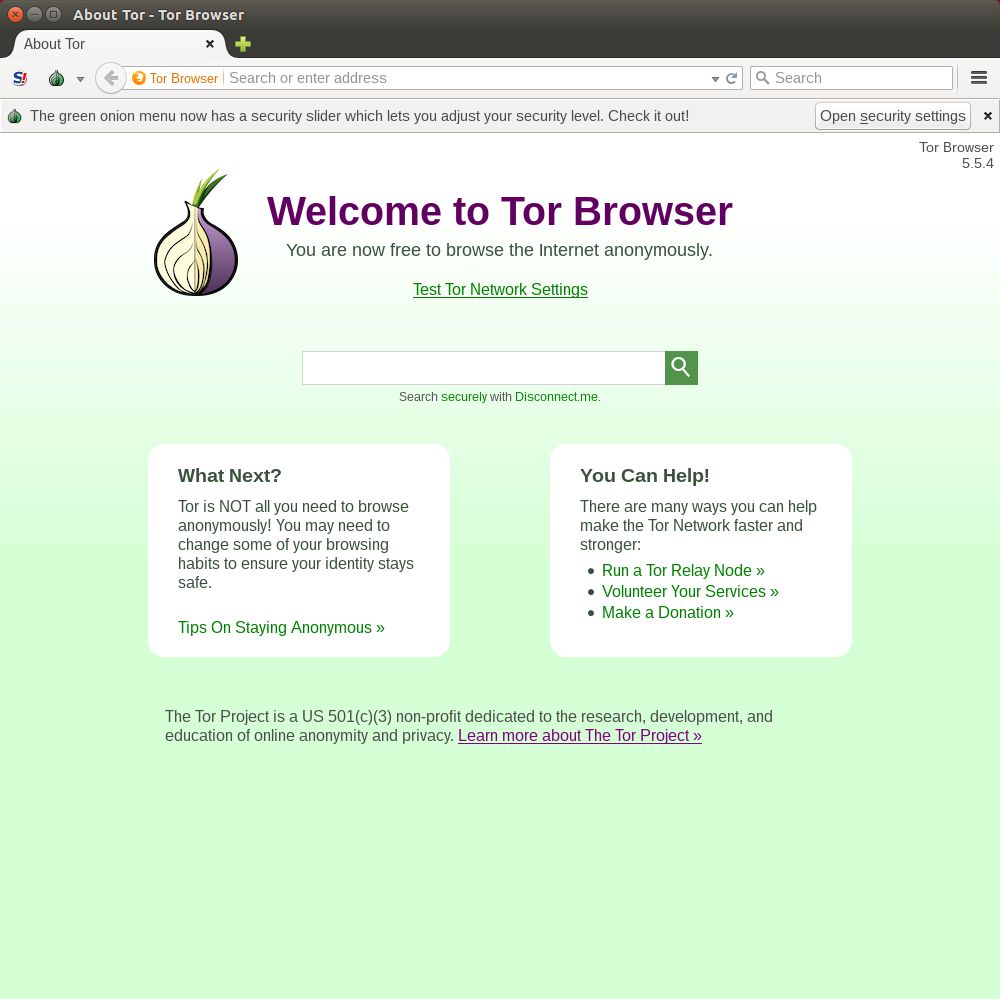 About Tor - Tor Browser
About Tor
S! Tor Browser Search or enter address Search
The green onion menu now has a security slider which lets you adjust your security level. Check it out! Open security settings
Tor Browser
5.5.4
Welcome to Tor Browser
You are now free to browse the Internet anonymously.
Test Tor Network Settings
Search securely with Disconnect.me.
What Next?
Tor is NOT all you need to browse
anonymously! You may need to
change some of your browsing
habits to ensure your identity stays
safe.
Tips On Staying Anonymous »
You Can Help!
There are many ways you can help
make the Tor Network faster and
stronger:
Run a Tor Relay Node »
Volunteer Your Services »
Make a Donation »
The Tor Project is a US 501(c)(3) non-profit dedicated to the research, development, and
education of online anonymity and privacy. Learn more about The Tor Project »